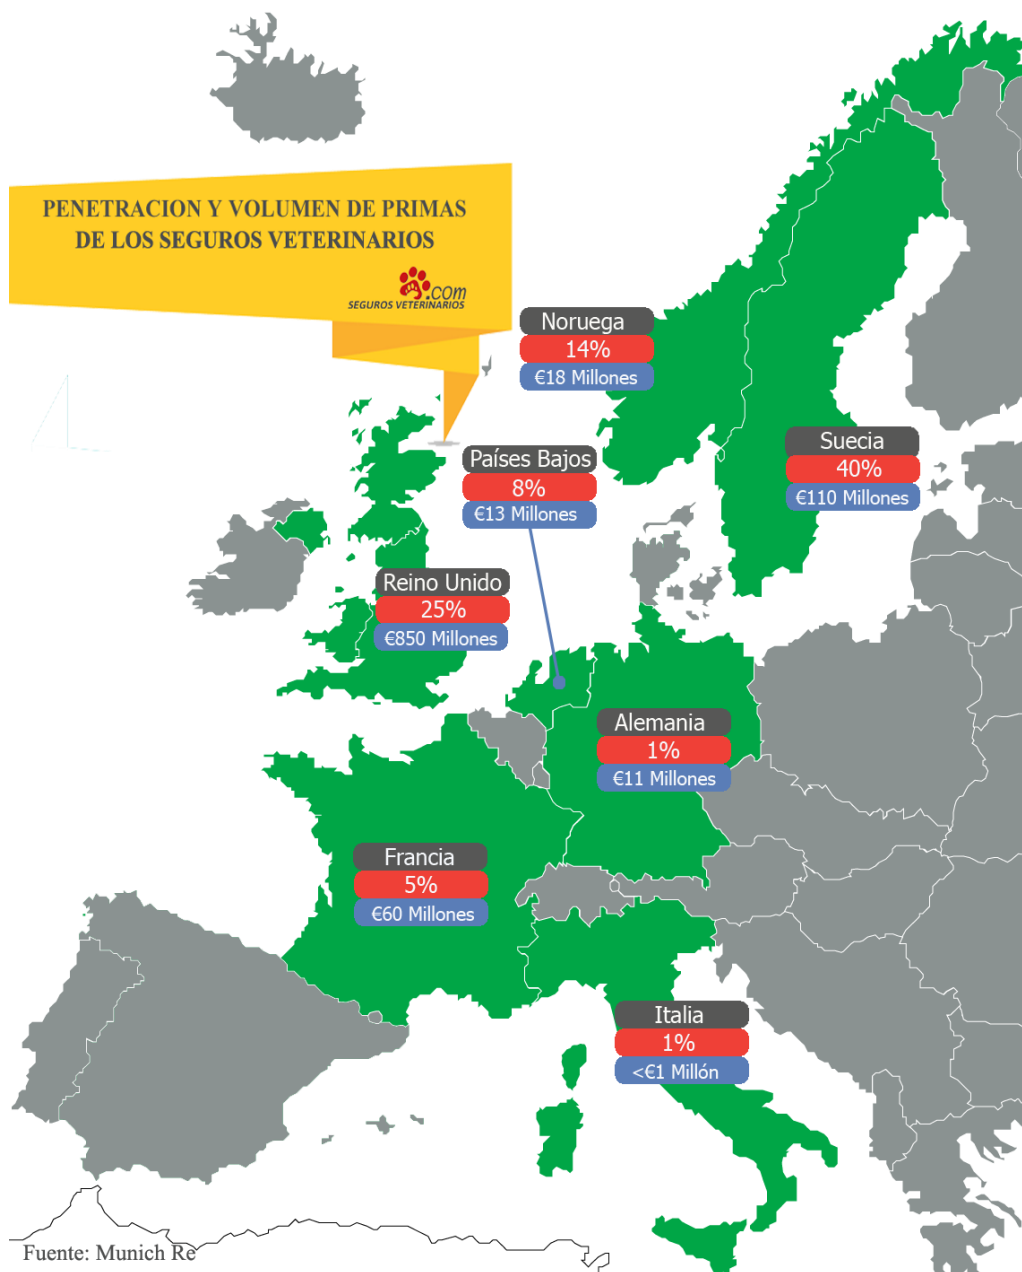 PENETRACION Y VOLUMEN DE PRIMAS
DE LOS SEGUROS VETERINARIOS
.com
SEGUROS VETERINARIOS
Noruega
14%
€18 Millones
Suecia
40%
€110 Millones
Países Bajos
8%
€13 Millones
Reino Unido
25%
€850 Millones
Alemania
1%
€11 Millones
Francia
5%
€60 Millones
Italia
1%
<€1 Millón
Fuente: Munich Re